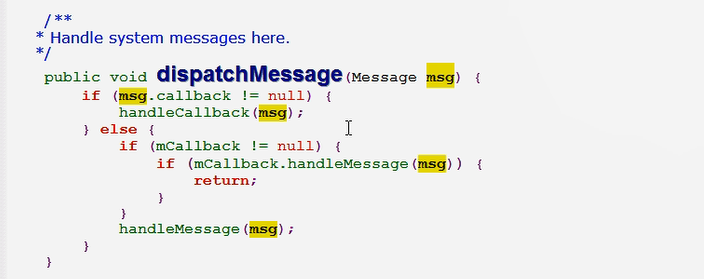 /**
* Handle system messages here.
*/
public void dispatchMessage(Message msg) {
if (msg.callback != null) {
handleCallback(msg);
} else {
if (mCallback != null) {
if (mCallback.handleMessage(msg)) {
return;
}
}
handleMessage(msg);
}
}